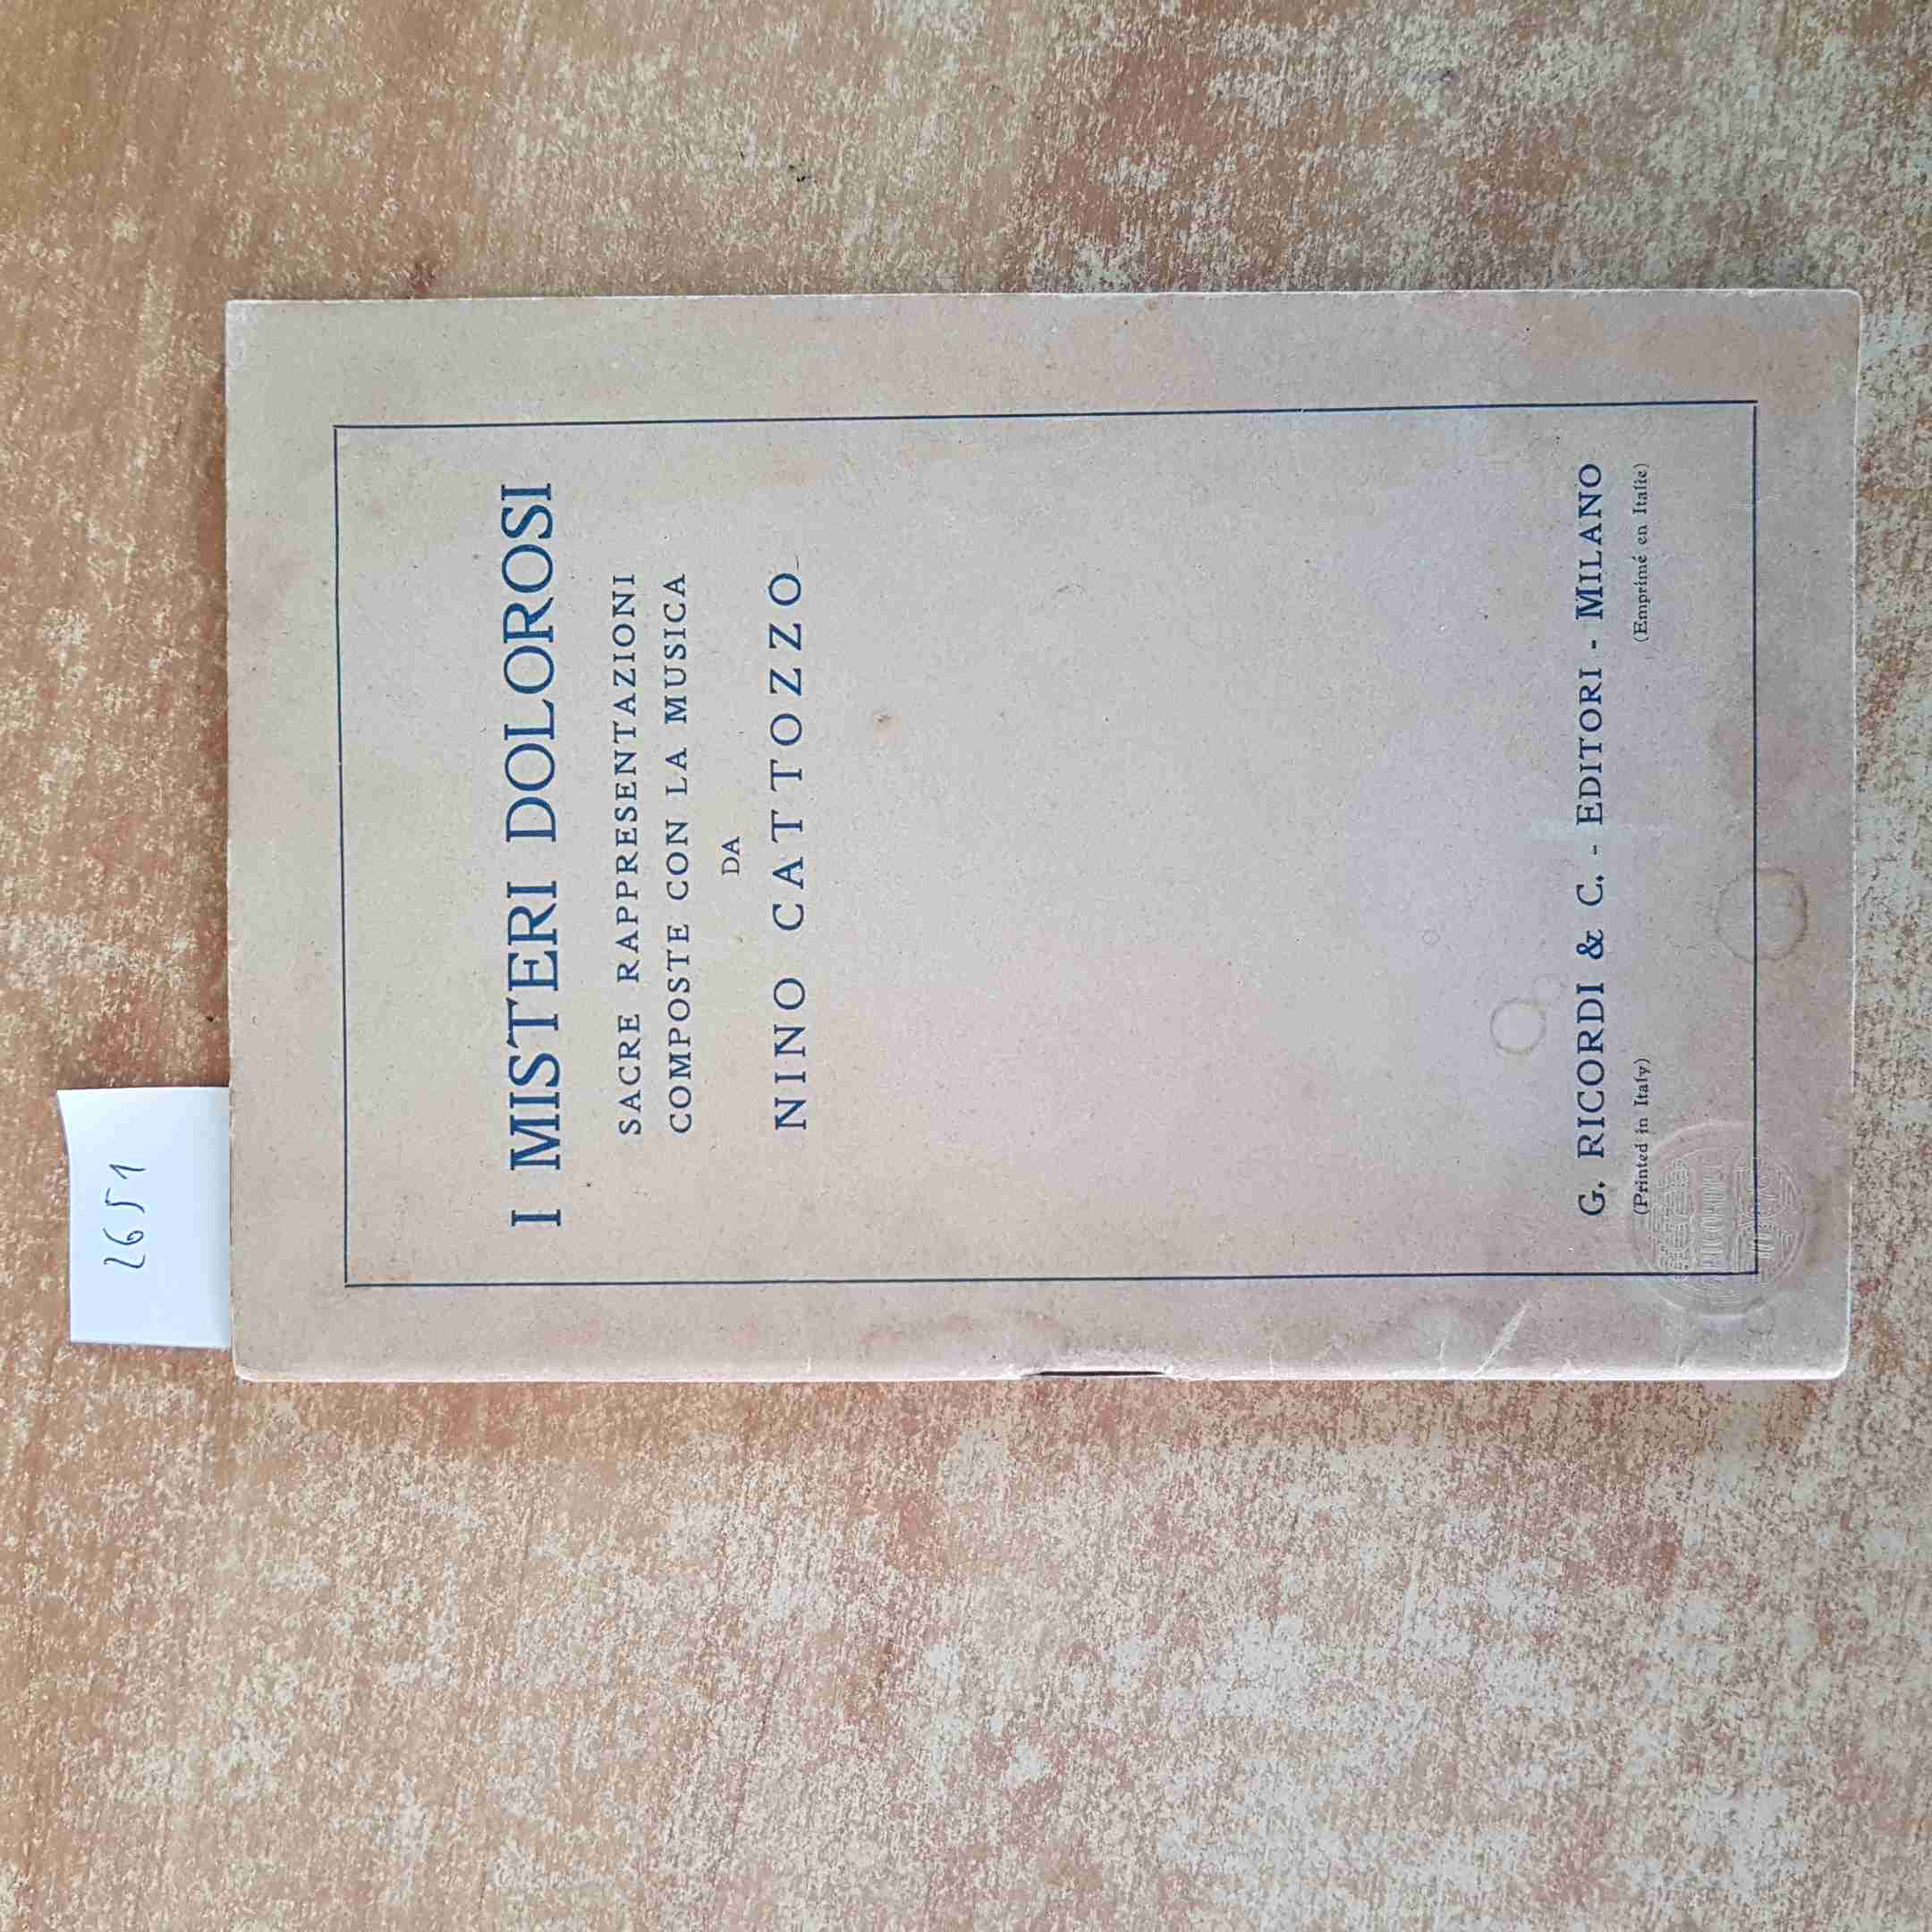 2651
I MISTERI DOLOROSI
SACRE RAPPRESENTAZIONI
COMPOSTE CON LA MUSICA
DA
NINO CATTOZZO
G. RICORDI & C. - EDITORI - MILANO
(Printed in Italy) (Emprimé en Italie)
RICORDI